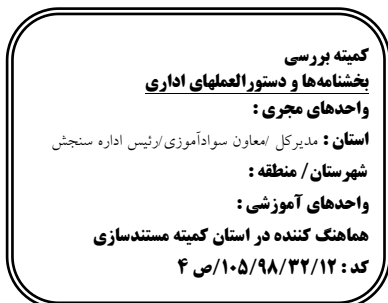 کمیته بررسی
بخشنامه‌ها و دستورالعملهای اداری
واحدهای مجری :
استان : مدیرکل /معاون سوادآموزی/رئیس اداره سنجش
شهرستان/ منطقه :
واحدهای آموزشی :
هماهنگ کننده در استان کمیته مستندسازی
کد : ۱۰۵/۹۸/۳۲/۱۲/ص ۴